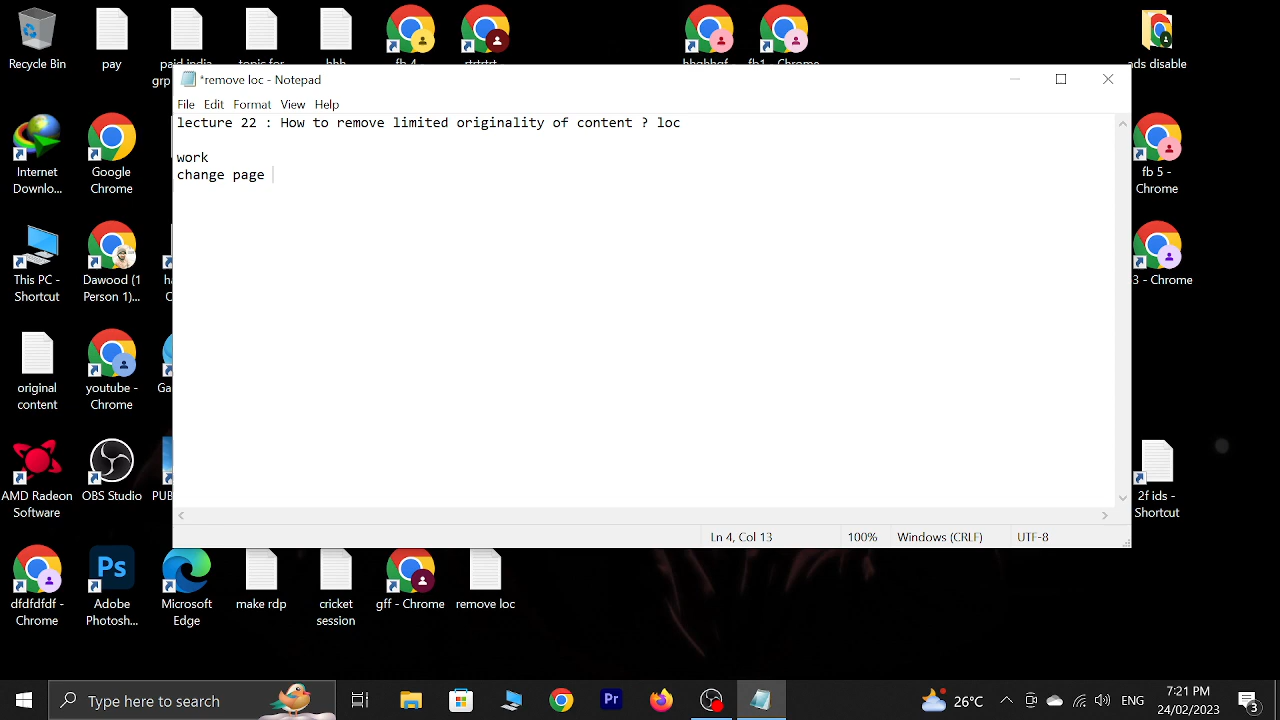 Recycle Bin
pay
ads disable
*remove loc - Notepad
File Edit Format View Help
lecture 22 : How to remove limited originality of content ? loc
work
change page
Internet Downlo...
Google Chrome
fb 5 - Chrome
This PC - Shortcut
Dawood (1 Person 1)...
3 - Chrome
original content
youtube - Chrome
AMD Radeon Software
OBS Studio
PUB
2f ids - Shortcut
Ln 4, Col 13
100%
Windows (CRLF)
UTF-8
dfdfdfdf - Chrome
Ps
Adobe Photosh...
Microsoft Edge
make rdp
cricket session
gff - Chrome
remove loc
Type here to search
Pr
26°C
ENG
7:21 PM
24/02/2023
3